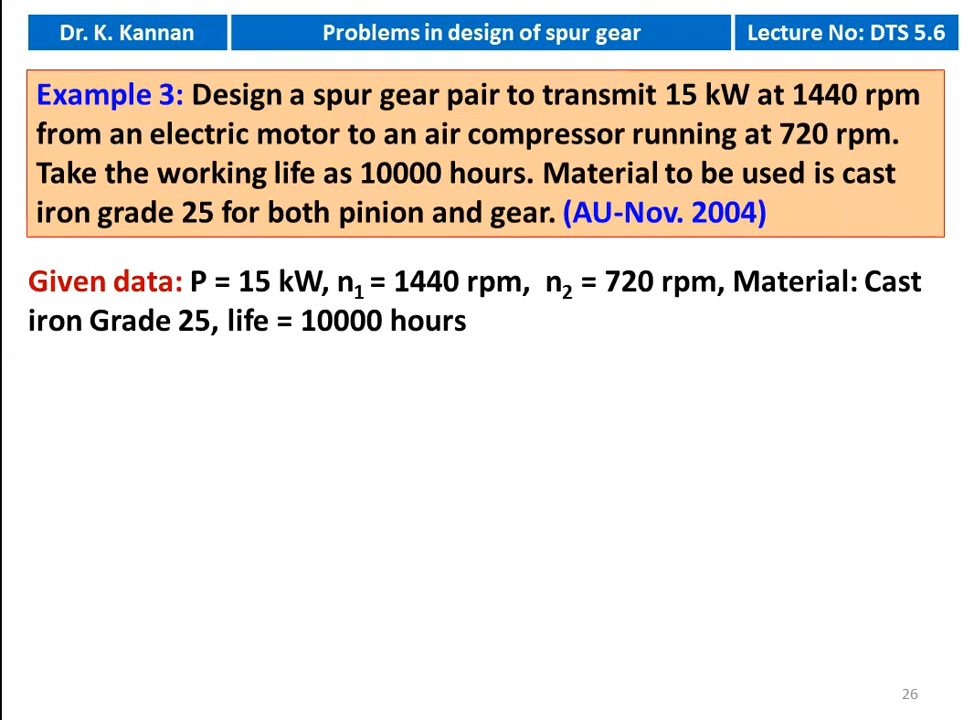 Dr. K. Kannan
Problems in design of spur gear
Lecture No: DTS 5.6
Example 3: Design a spur gear pair to transmit 15 kW at 1440 rpm
from an electric motor to an air compressor running at 720 rpm.
Take the working life as 10000 hours. Material to be used is cast
iron grade 25 for both pinion and gear. (AU-Nov. 2004)
Given data: P = 15 kW, n₁ = 1440 rpm, n₂ = 720 rpm, Material: Cast
iron Grade 25, life = 10000 hours
26